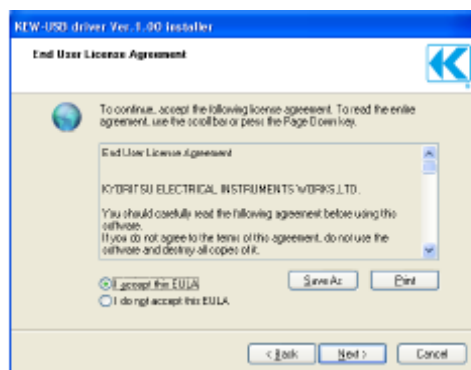 KEW-USB driver Ver.1.00 installer
End User License Agreement
To continue, accept the following license agreement. To read the entire
agreement, use the scroll bar or press the Page Down key.
End User License Agreement
KYORITSU ELECTRICAL INSTRUMENTS WORKS,LTD.
You should carefully read the following agreement before using this
software.
If you do not agree to the terms of this agreement, do not use the
software and destroy all copies of it.
I accept this EULA
I do not accept this EULA
Save As
Print
< Back
Next >
Cancel